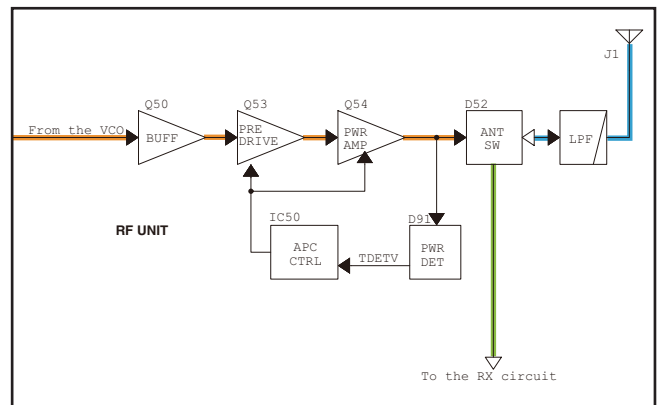 J1
Q50
Q53
Q54
D52
From the VCO
BUFF
PRE
DRIVE
PWR
AMP
ANT
SW
LPF
IC50
D91
RF UNIT
APC
CTRL
TDETV
PWR
DET
To the RX circuit